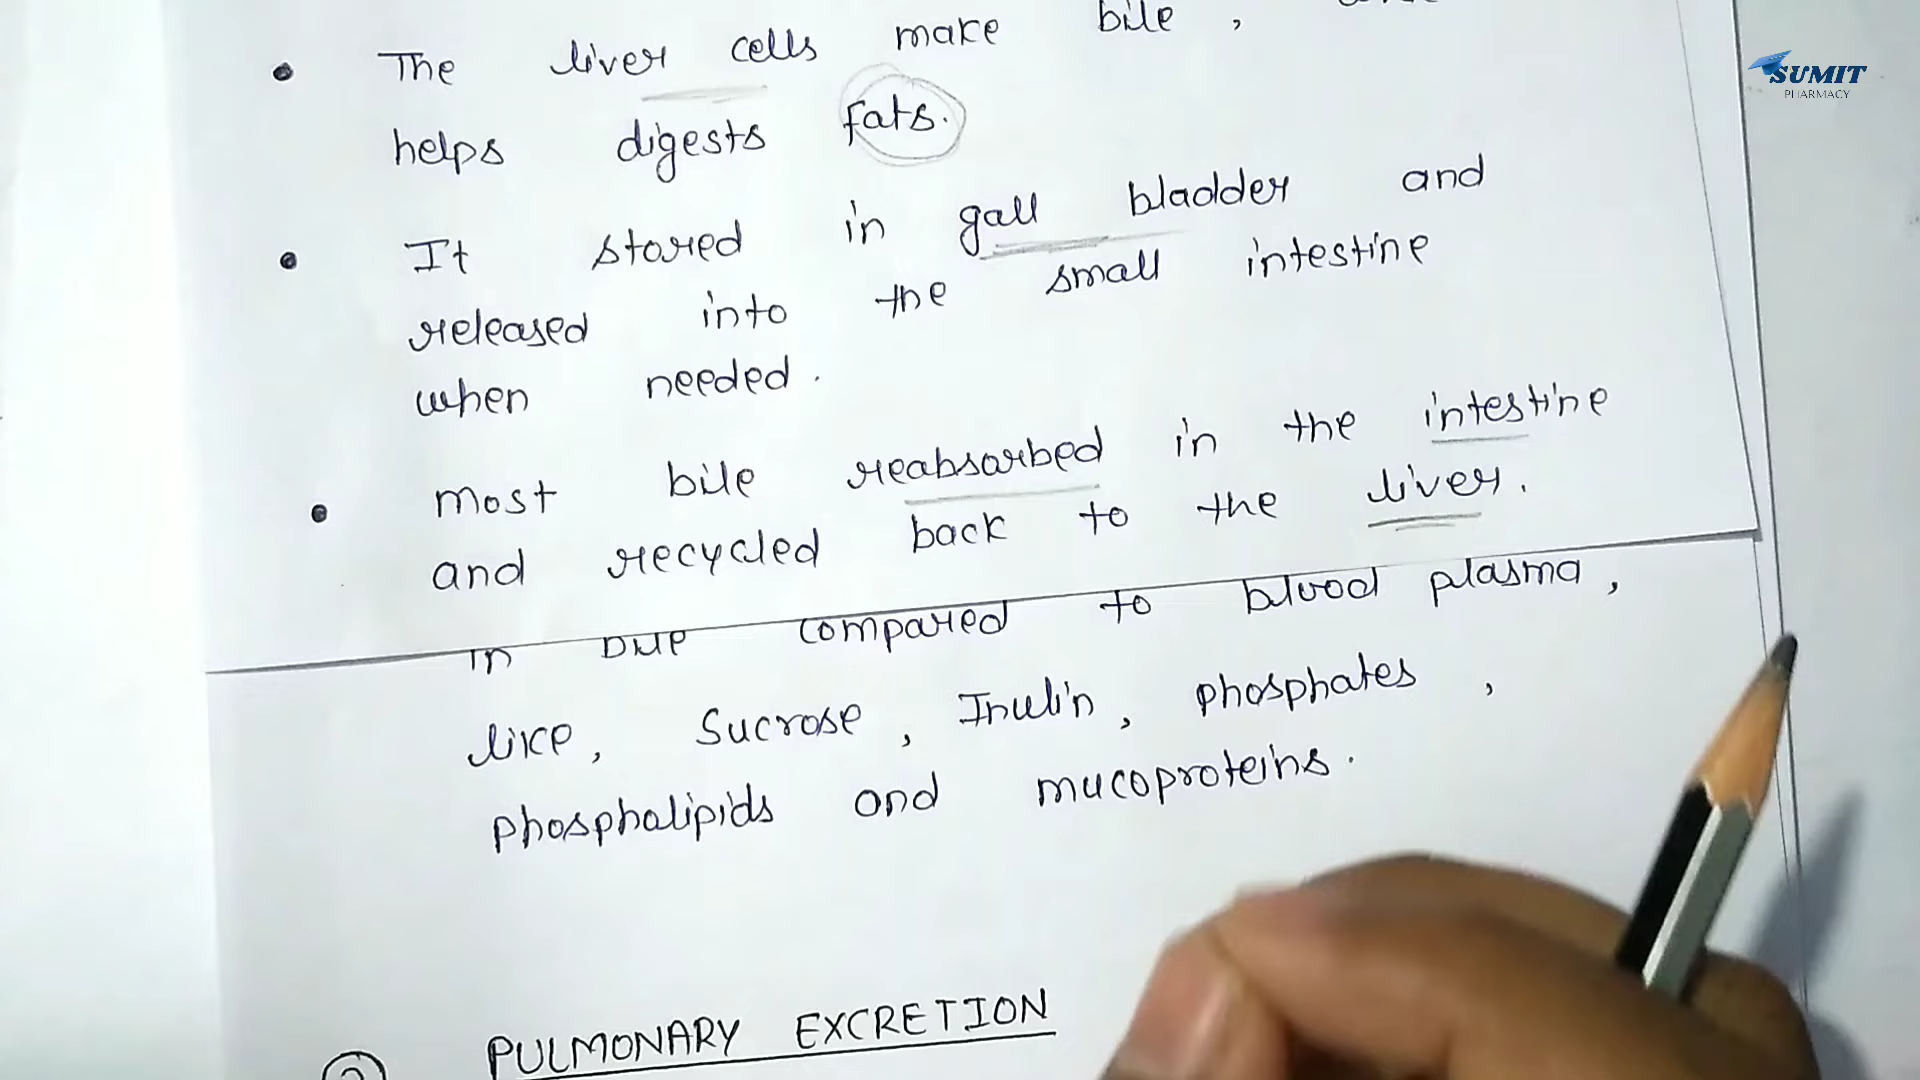 The liver cells make bile ,
helps digests fats.
It stored in gall bladder and
released into the small intestine
when needed .
most bile reabsorbed in the intestine
and recycled back to the liver .
in bile compared to blood plasma ,
like , Sucrose , Inulin , phosphates ,
phospholipids and mucoproteins .
PULMONARY EXCRETION
SUMIT
PHARMACY